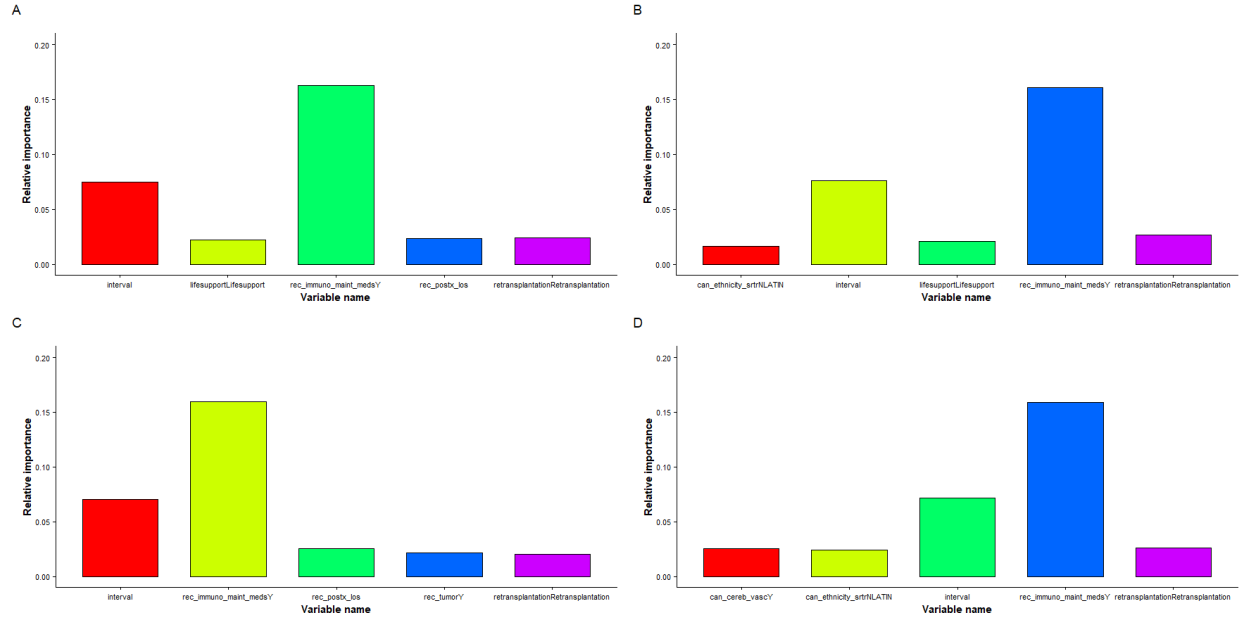 A
Relative importance
0.20
0.15
0.10
0.05
0.00
interval
lifesupportLifesupport
rec_immuno_maint_medsY
rec_postx_los
retransplantationRetransplantation
Variable name
B
Relative importance
0.20
0.15
0.10
0.05
0.00
can_ethnicity_srtrNLATIN
interval
lifesupportLifesupport
rec_immuno_maint_medsY
retransplantationRetransplantation
Variable name
C
Relative importance
0.20
0.15
0.10
0.05
0.00
interval
rec_immuno_maint_medsY
rec_postx_los
rec_tumorY
retransplantationRetransplantation
Variable name
D
Relative importance
0.20
0.15
0.10
0.05
0.00
can_cereb_vascY
can_ethnicity_srtrNLATIN
interval
rec_immuno_maint_medsY
retransplantationRetransplantation
Variable name